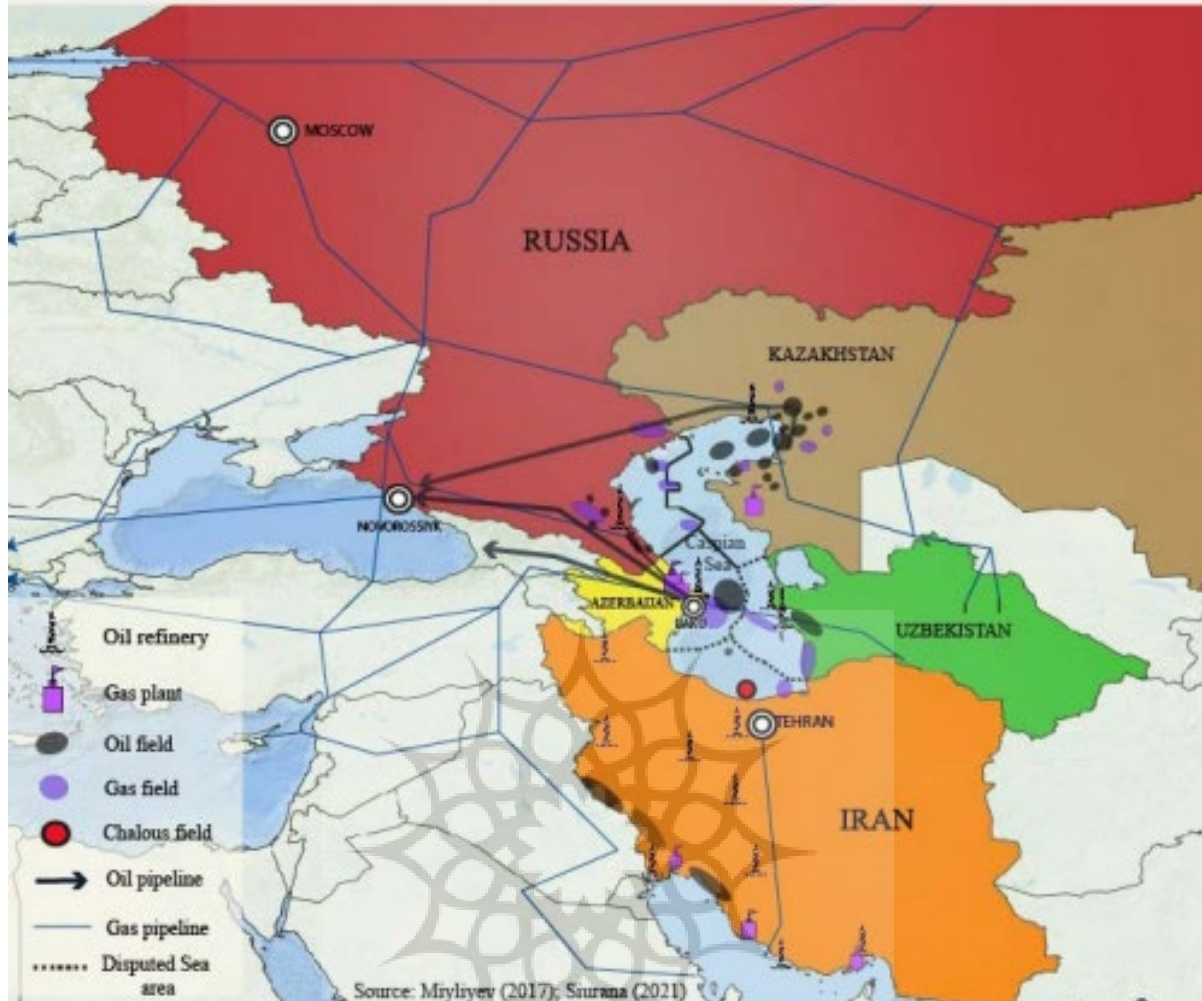 MOSCOW
RUSSIA
KAZAKHSTAN
NOVOROSSIYK
Caspian
Sea
AZERBAIJAN
BAKU
UZBEKISTAN
TEHRAN
IRAN
Oil refinery
Gas plant
Oil field
Gas field
Chalous field
Oil pipeline
Gas pipeline
Disputed Sea
area
Source: Miyliyev (2017); Siurana (2021)